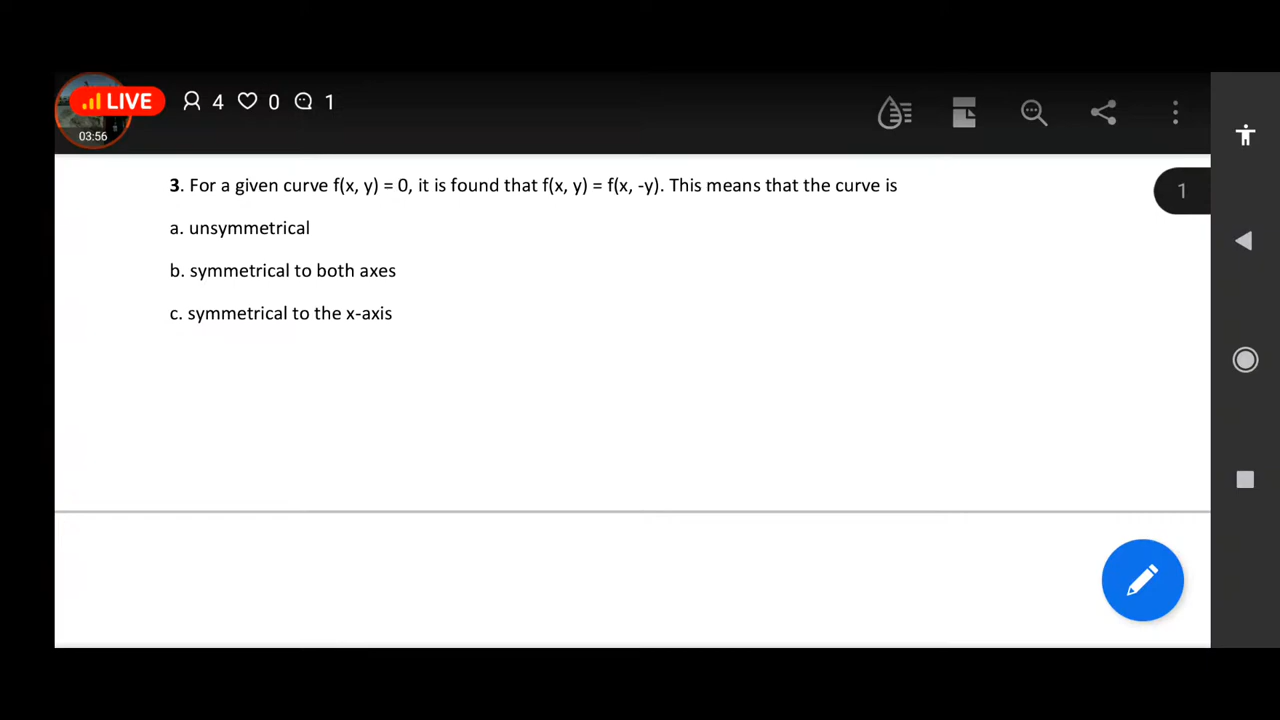 LIVE 4 0 1
03:56
3. For a given curve f(x, y) = 0, it is found that f(x, y) = f(x, -y). This means that the curve is
1
a. unsymmetrical
b. symmetrical to both axes
c. symmetrical to the x-axis